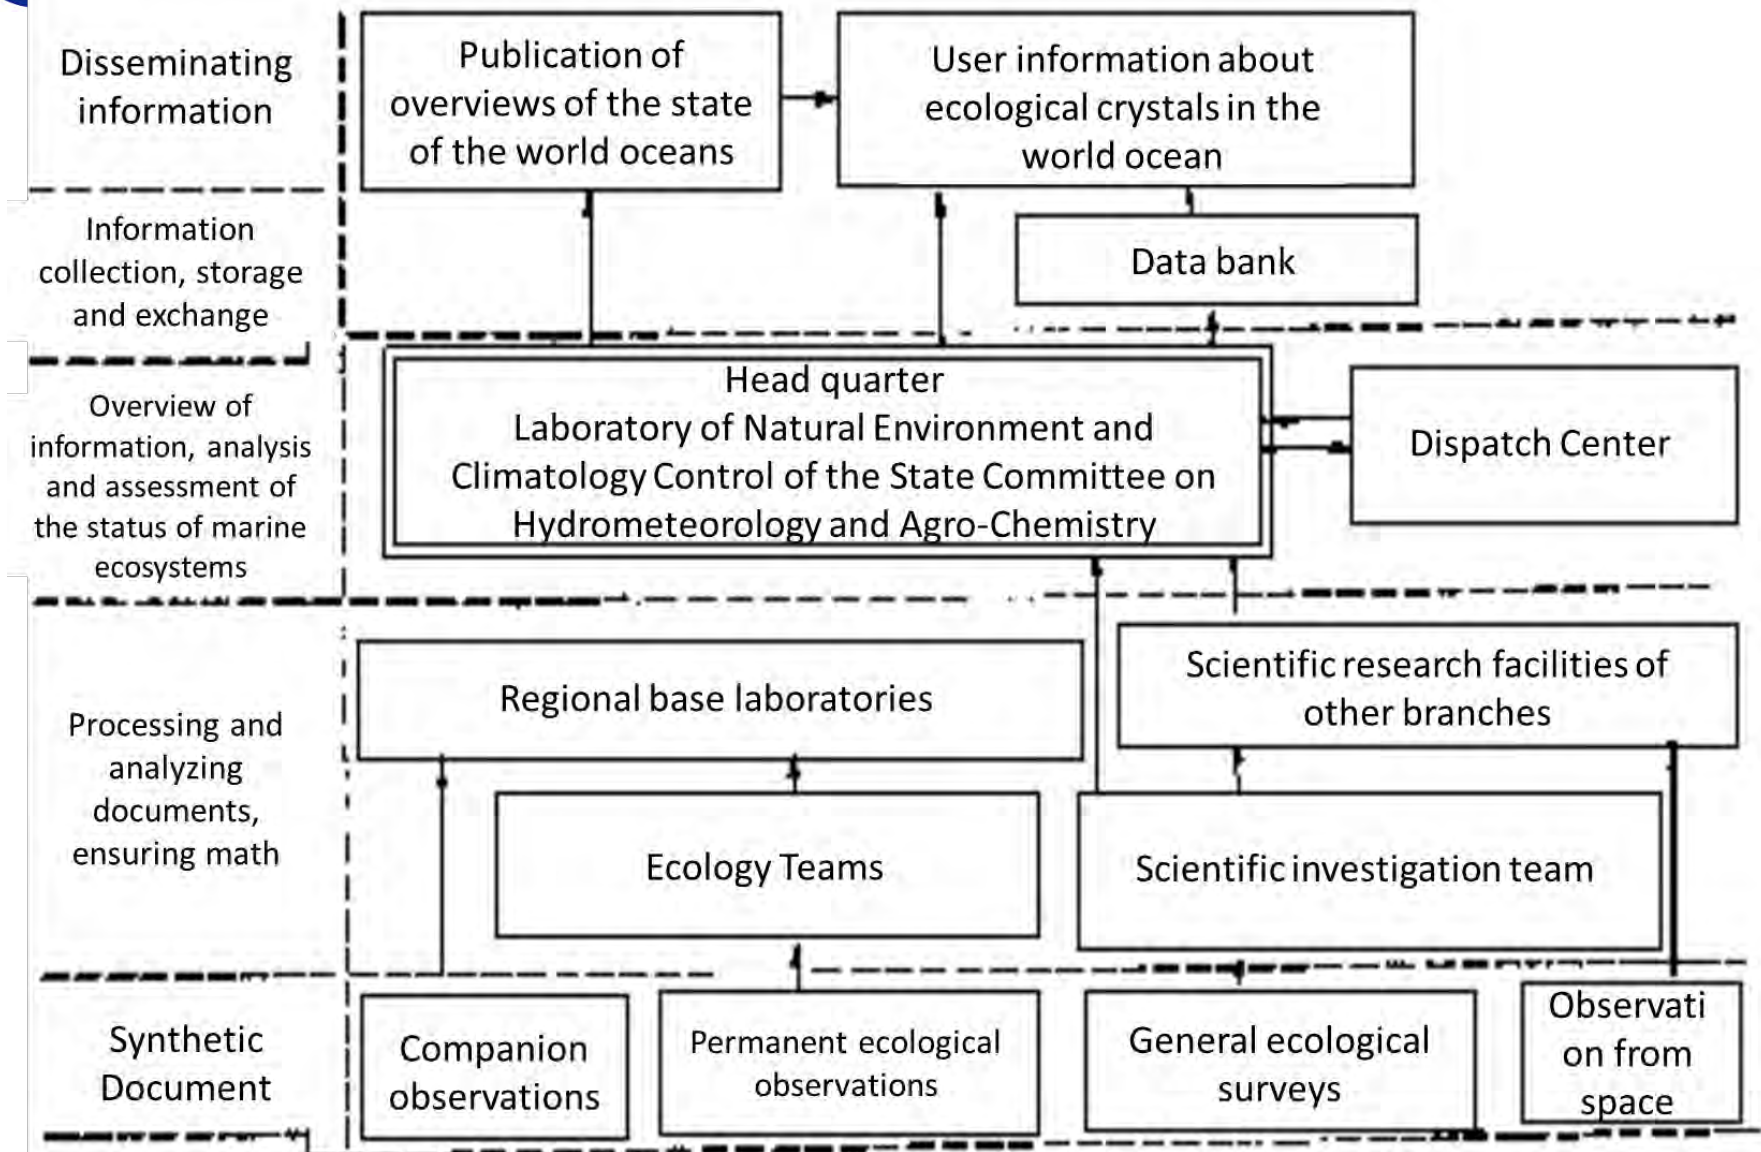 Disseminating
information
Publication of
overviews of the state
of the world oceans
User information about
ecological crystals in the
world ocean
Information
collection, storage
and exchange
Data bank
Overview of
information, analysis
and assessment of
the status of marine
ecosystems
Head quarter
Laboratory of Natural Environment and
Climatology Control of the State Committee on
Hydrometeorology and Agro-Chemistry
Dispatch Center
Processing and
analyzing
documents,
ensuring math
Regional base laboratories
Scientific research facilities of
other branches
Ecology Teams
Scientific investigation team
Synthetic
Document
Companion
observations
Permanent ecological
observations
General ecological
surveys
Observati
on from
space